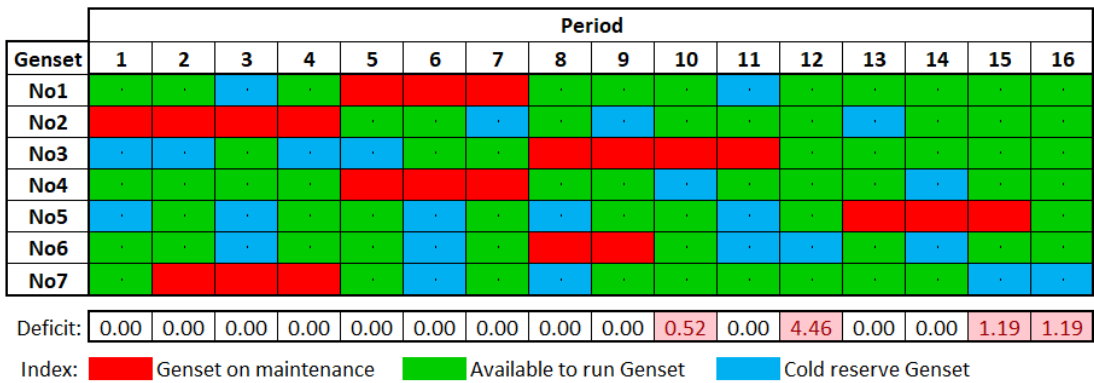 Period
Genset 1 2 3 4 5 6 7 8 9 10 11 12 13 14 15 16
No1
No2
No3
No4
No5
No6
No7
Deficit: 0.00 0.00 0.00 0.00 0.00 0.00 0.00 0.00 0.00 0.52 0.00 4.46 0.00 0.00 1.19 1.19
Index: Genset on maintenance Available to run Genset Cold reserve Genset